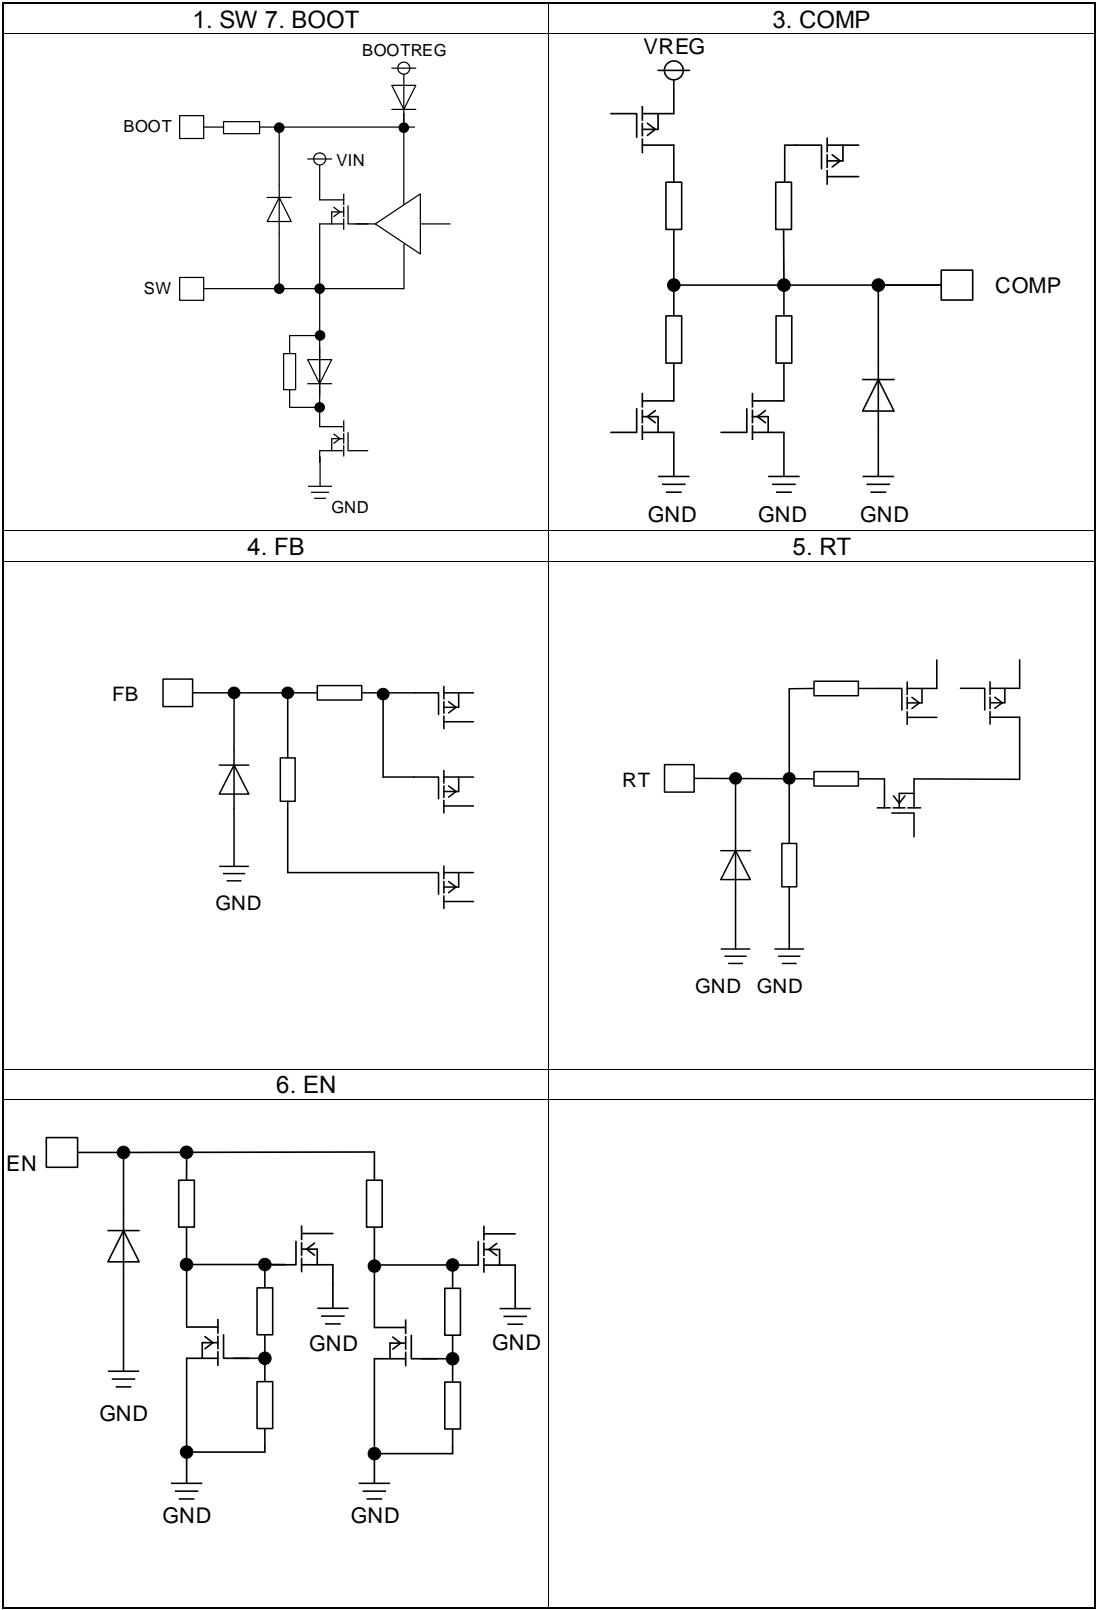 1. SW 7. BOOT
3. COMP
BOOTREG
BOOT
VIN
SW
GND
VREG
COMP
GND
GND
GND
4. FB
5. RT
FB
GND
RT
GND
GND
6. EN
EN
GND
GND
GND
GND
GND